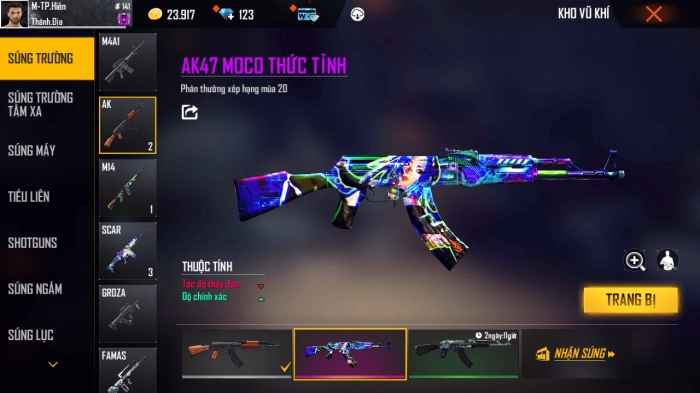 M-TP.Hiên
# 141
Thánh.Địa
23.917
123
KHO VŨ KHÍ
SÚNG TRƯỜNG
SÚNG TRƯỜNG
TẦM XA
SÚNG MÁY
TIỂU LIÊN
SHOTGUNS
SÚNG NGẮM
SÚNG LỤC
M4A1
AK
2
M14
1
SCAR
3
GROZA
FAMAS
AK47 MOCO THỨC TỈNH
Phần thưởng xếp hạng mùa 20
THUỘC TÍNH
Tốc độ thay đạn
Độ chính xác
TRANG BỊ
2ngày:11giờ
NHẬN SÚNG